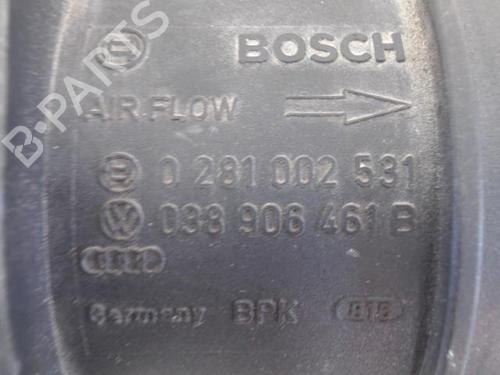 BOSCH
AIR FLOW
0 281 002 531
038 906 461 B
Germany BPK
B-PARTS